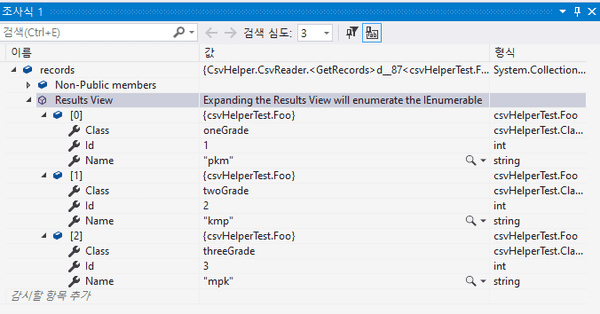 조사식 1
검색(Ctrl+E) 검색 심도: 3
이름 값 형식
records {CsvHelper.CsvReader.<GetRecords>d__87<csvHelperTest.F... System.Collection...
Non-Public members
Results View Expanding the Results View will enumerate the IEnumerable
[0] {csvHelperTest.Foo} csvHelperTest.Foo
Class oneGrade csvHelperTest.Cla...
Id 1 int
Name "pkm" string
[1] {csvHelperTest.Foo} csvHelperTest.Foo
Class twoGrade csvHelperTest.Cla...
Id 2 int
Name "kmp" string
[2] {csvHelperTest.Foo} csvHelperTest.Foo
Class threeGrade csvHelperTest.Cla...
Id 3 int
Name "mpk" string
감시할 항목 추가